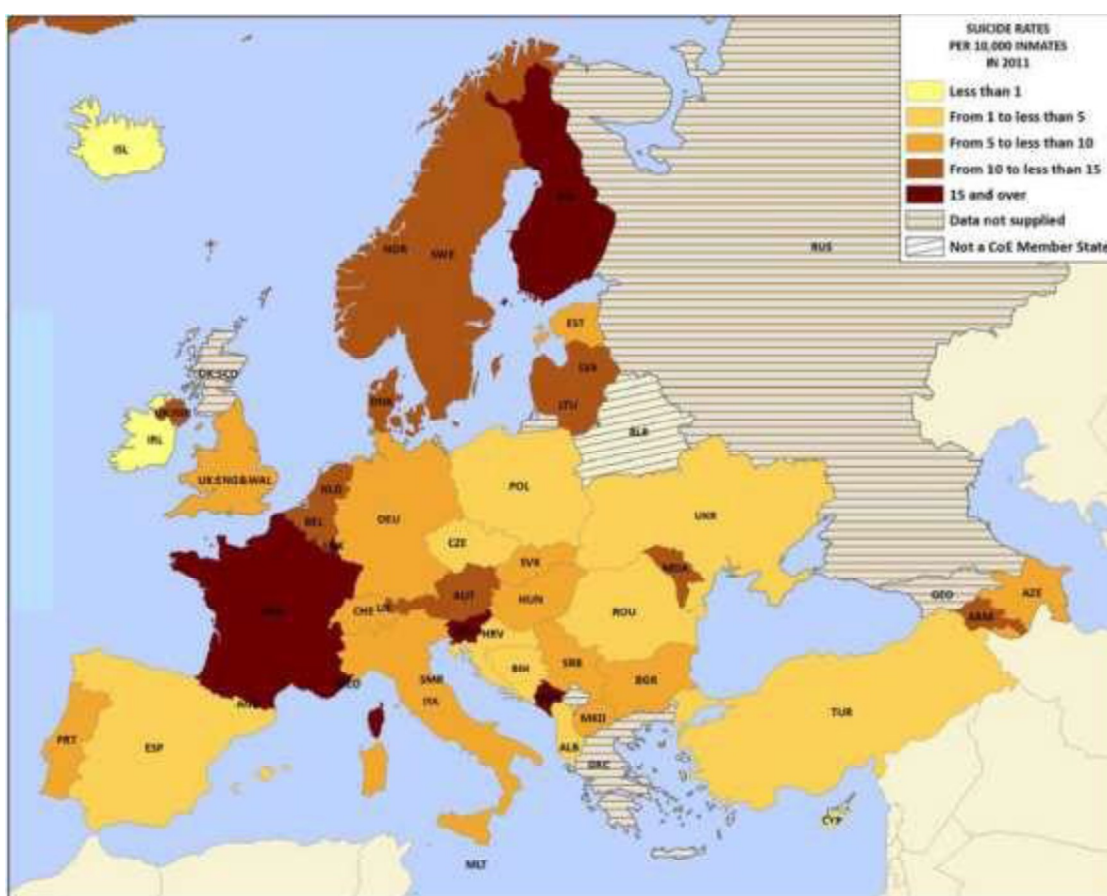 SUICIDE RATES
PER 10,000 INMATES
IN 2011
Less than 1
From 1 to less than 5
From 5 to less than 10
From 10 to less than 15
15 and over
Data not supplied
Not a CoE Member State
ISL
RUS
NOR
SWE
EST
UK:SCO
LVA
DNK
LTU
BLR
IRL
UK:ENG&WAL
NLD
POL
DEU
BEL
UKR
CZE
SVK
MDA
AUT
HUN
CHE
ROU
GEO
AZE
HRV
ARM
BIH
SRB
SMR
BGR
ITA
MKD
TUR
PRT
ESP
ALB
GRC
CYP
MLT